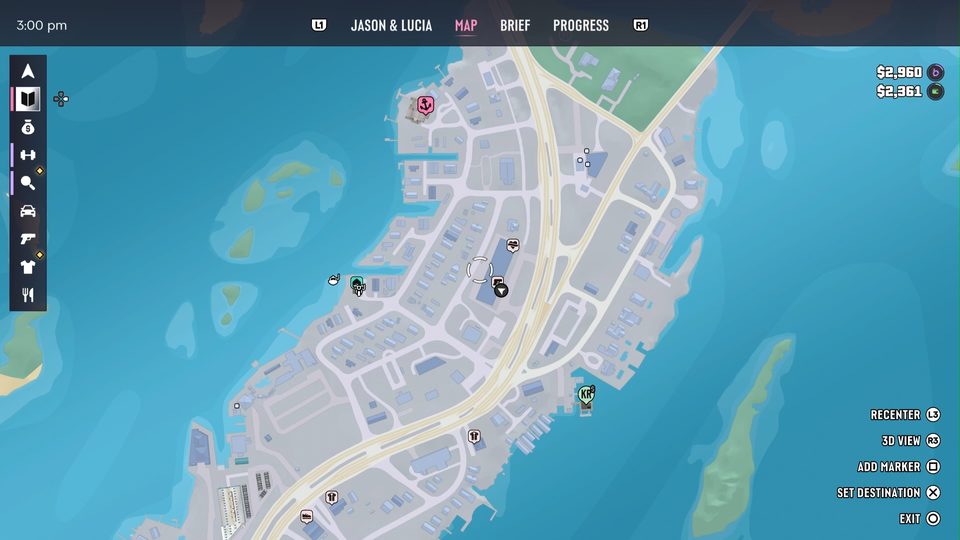 3:00 pm
L1 JASON & LUCIA MAP BRIEF PROGRESS R1
$2,960
$2,361
KR
RECENTER L3
3D VIEW R3
ADD MARKER
SET DESTINATION
EXIT